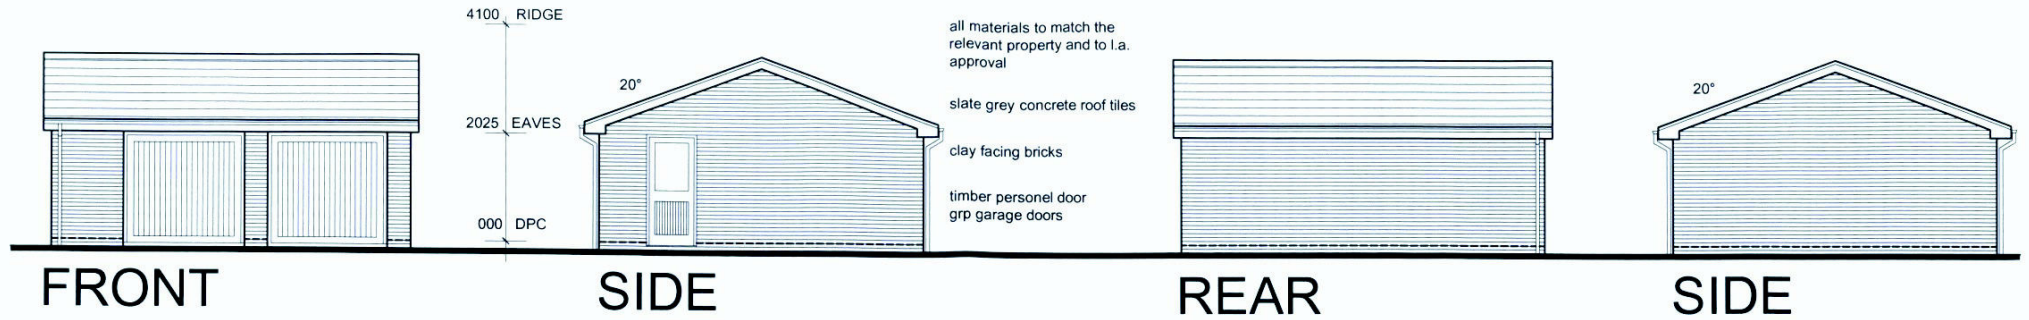 4100 RIDGE
20°
2025 EAVES
000 DPC
all materials to match the
relevant property and to l.a.
approval
slate grey concrete roof tiles
clay facing bricks
timber personel door
grp garage doors
20°
FRONT
SIDE
REAR
SIDE